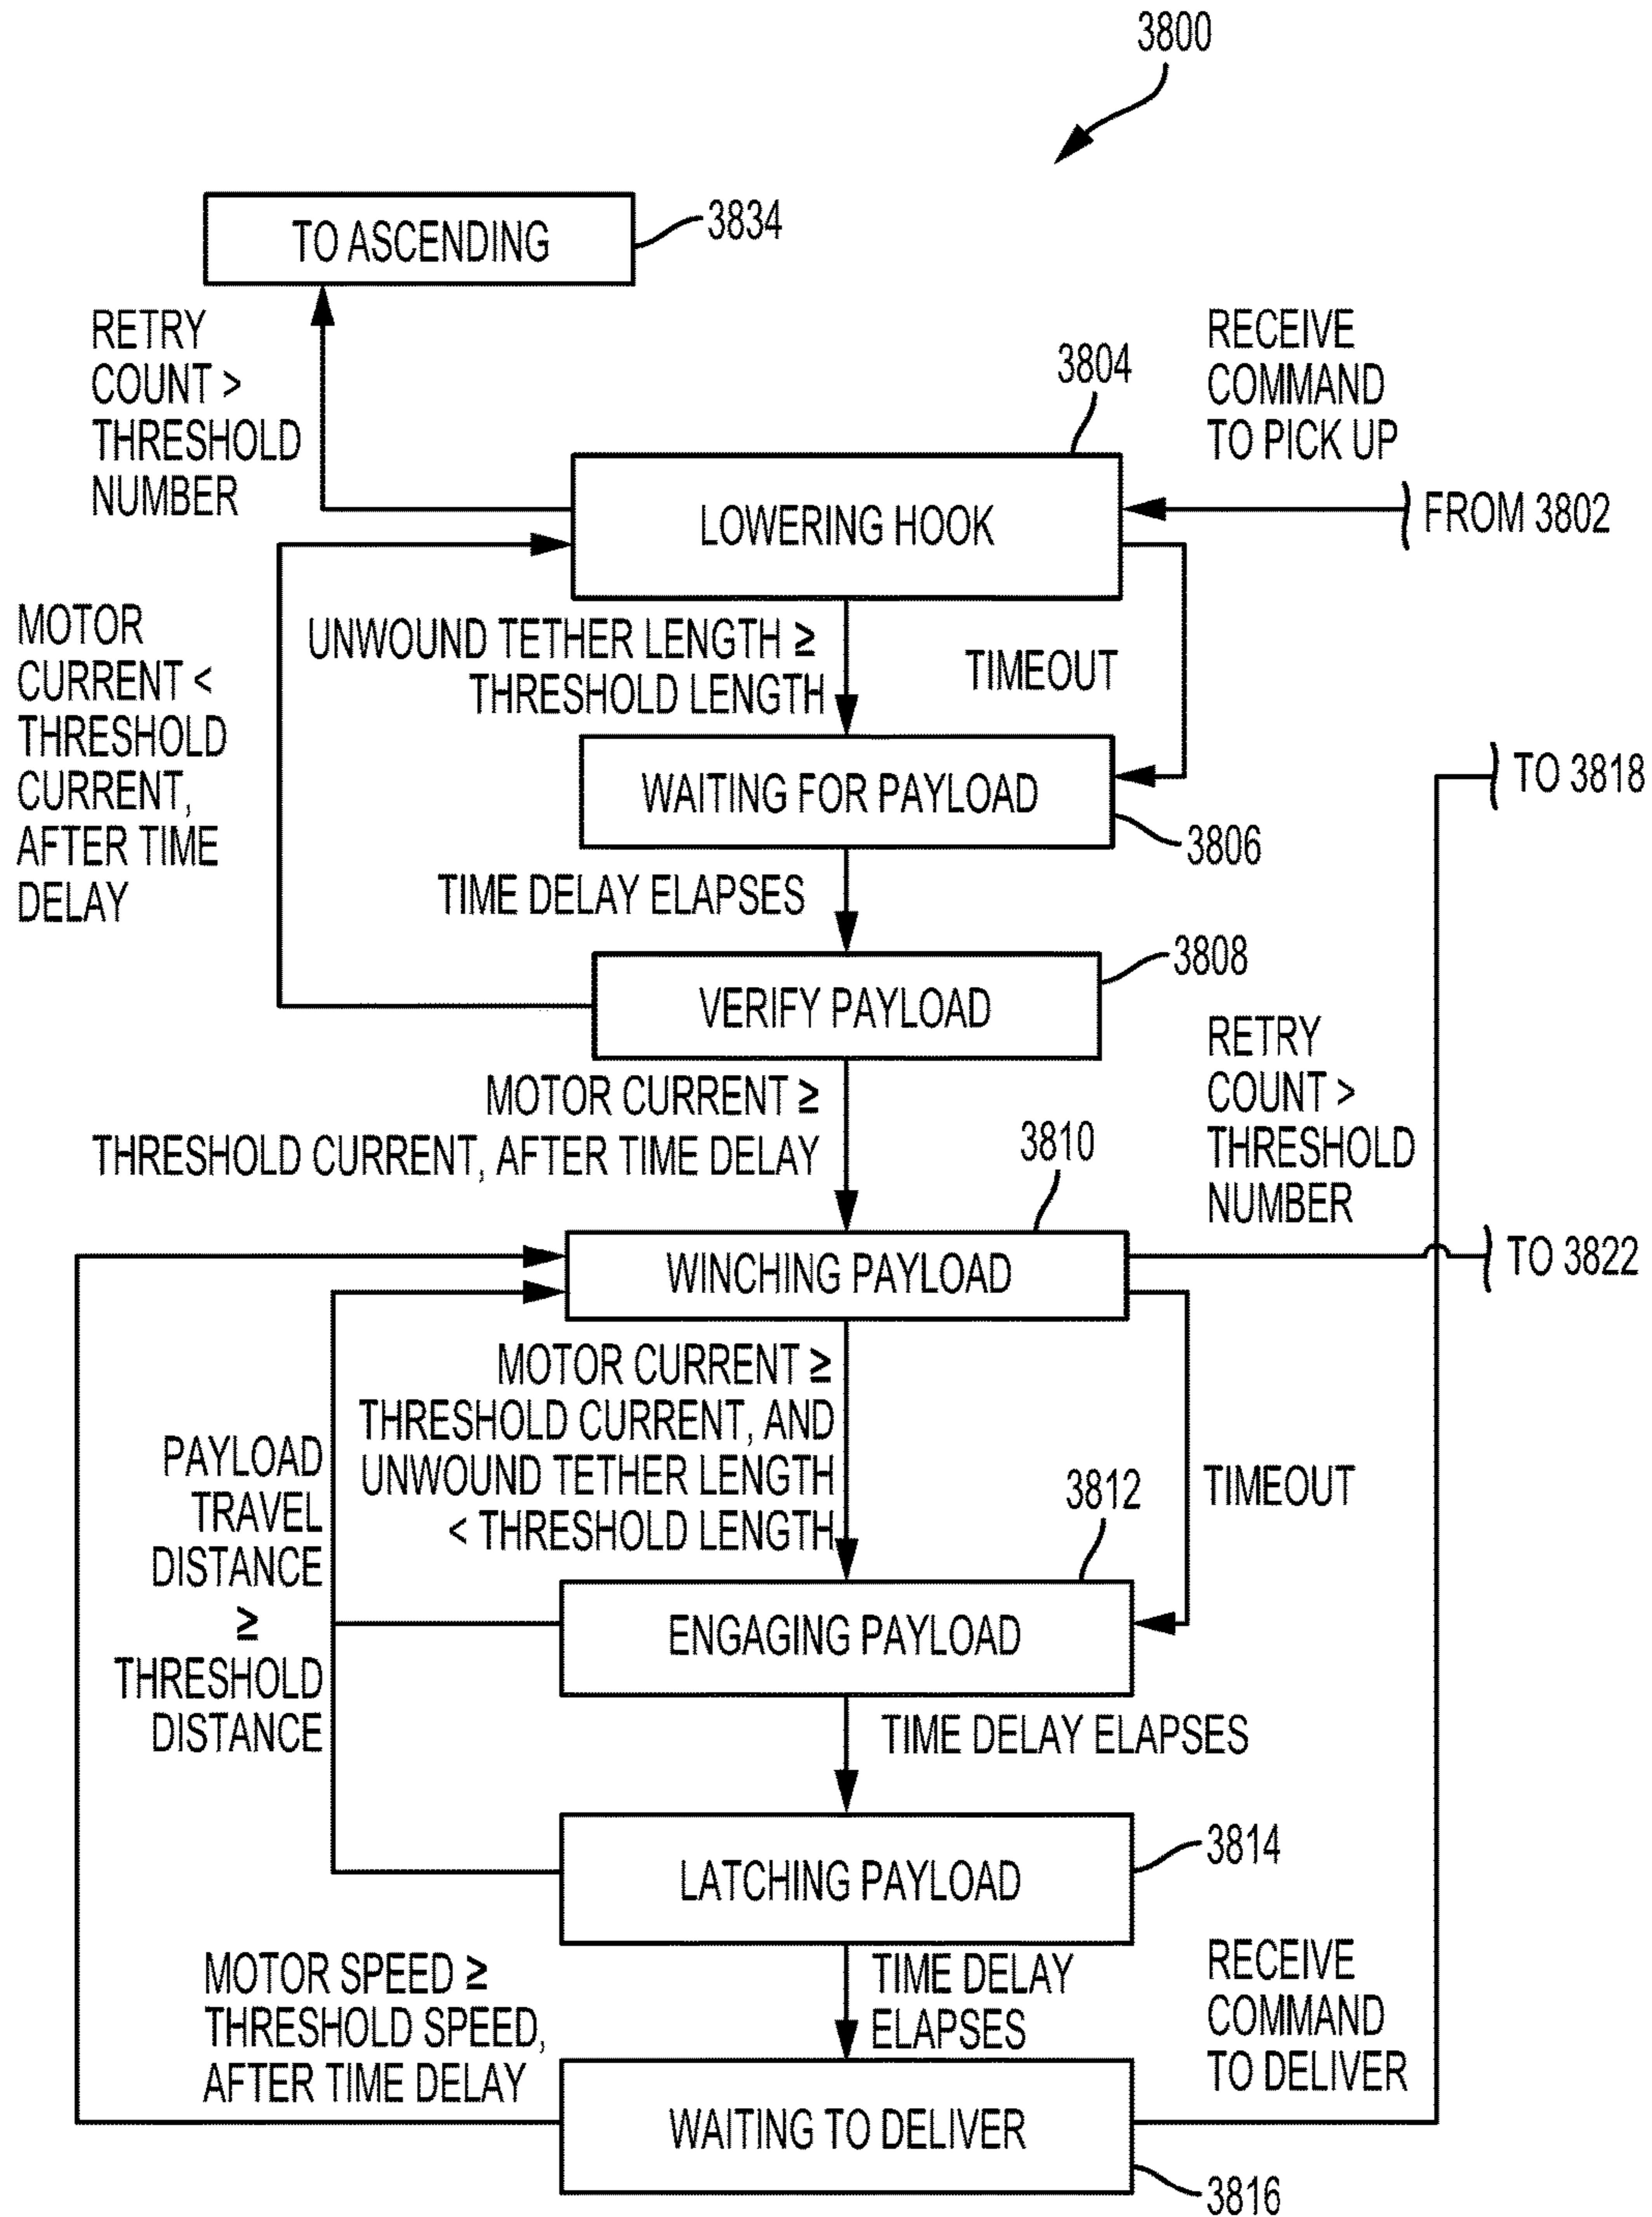 3800
TO ASCENDING
3834
RETRY
COUNT >
THRESHOLD
NUMBER
3804
RECEIVE
COMMAND
TO PICK UP
LOWERING HOOK
FROM 3802
MOTOR
CURRENT <
THRESHOLD
CURRENT,
AFTER TIME
DELAY
UNWOUND TETHER LENGTH ≥
THRESHOLD LENGTH
TIMEOUT
WAITING FOR PAYLOAD
3806
TO 3818
TIME DELAY ELAPSES
3808
VERIFY PAYLOAD
MOTOR CURRENT ≥
THRESHOLD CURRENT, AFTER TIME DELAY
RETRY
COUNT >
THRESHOLD
NUMBER
3810
WINCHING PAYLOAD
TO 3822
MOTOR CURRENT ≥
THRESHOLD CURRENT, AND
UNWOUND TETHER LENGTH
< THRESHOLD LENGTH
PAYLOAD
TRAVEL
DISTANCE
≥
THRESHOLD
DISTANCE
3812
TIMEOUT
ENGAGING PAYLOAD
TIME DELAY ELAPSES
LATCHING PAYLOAD
3814
MOTOR SPEED ≥
THRESHOLD SPEED,
AFTER TIME DELAY
TIME DELAY
ELAPSES
RECEIVE
COMMAND
TO DELIVER
WAITING TO DELIVER
3816